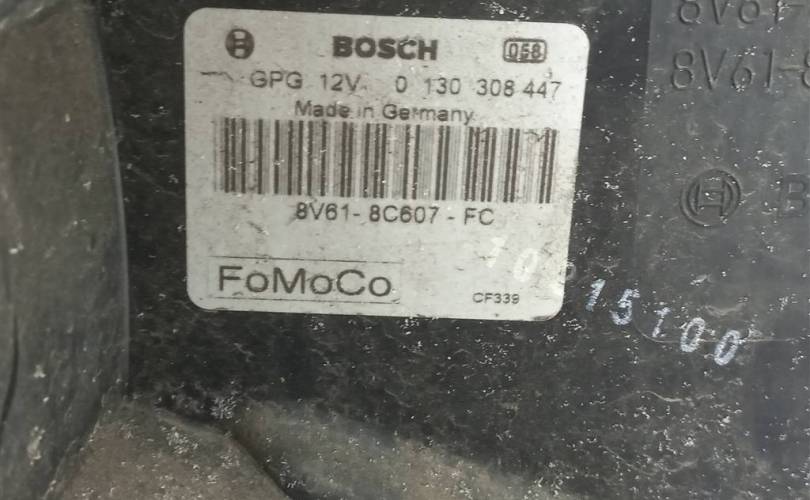 BOSCH 058
GPG 12V 0 130 308 447
Made in Germany
8V61-8C607-FC
FoMoCo
CF339
15100
8V61-
8V61-8
B